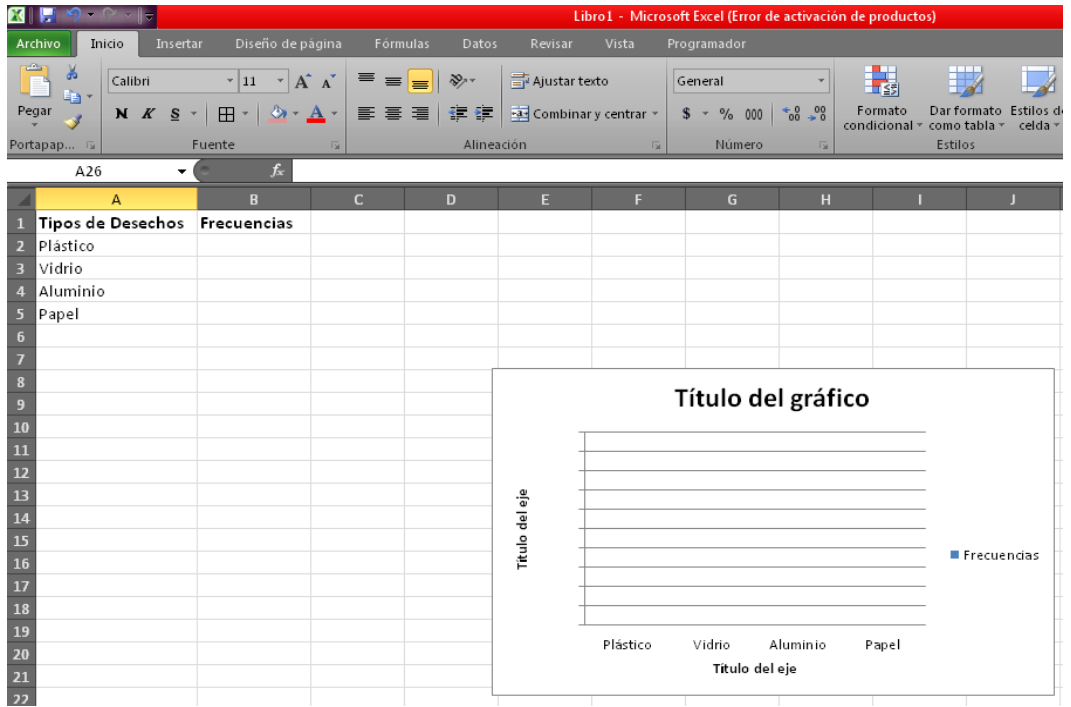 Libro1 - Microsoft Excel (Error de activación de productos)
Archivo Inicio Insertar Diseño de página Fórmulas Datos Revisar Vista Programador
Calibri 11 A A Ajustar texto General
Pegar N K S A Combinar y centrar $ % 000 Formato condicional Dar formato como tabla Estilos de celda
Portapap... Fuente Alineación Número Estilos
A26 fx
A B C D E F G H I J
1 Tipos de Desechos Frecuencias
2 Plástico
3 Vidrio
4 Aluminio
5 Papel
6
7
8
9
10
11
12
13
14
15
16
17
18
19
20
21
22
Título del gráfico
Título del eje
Frecuencias
Plástico Vidrio Aluminio Papel
Título del eje